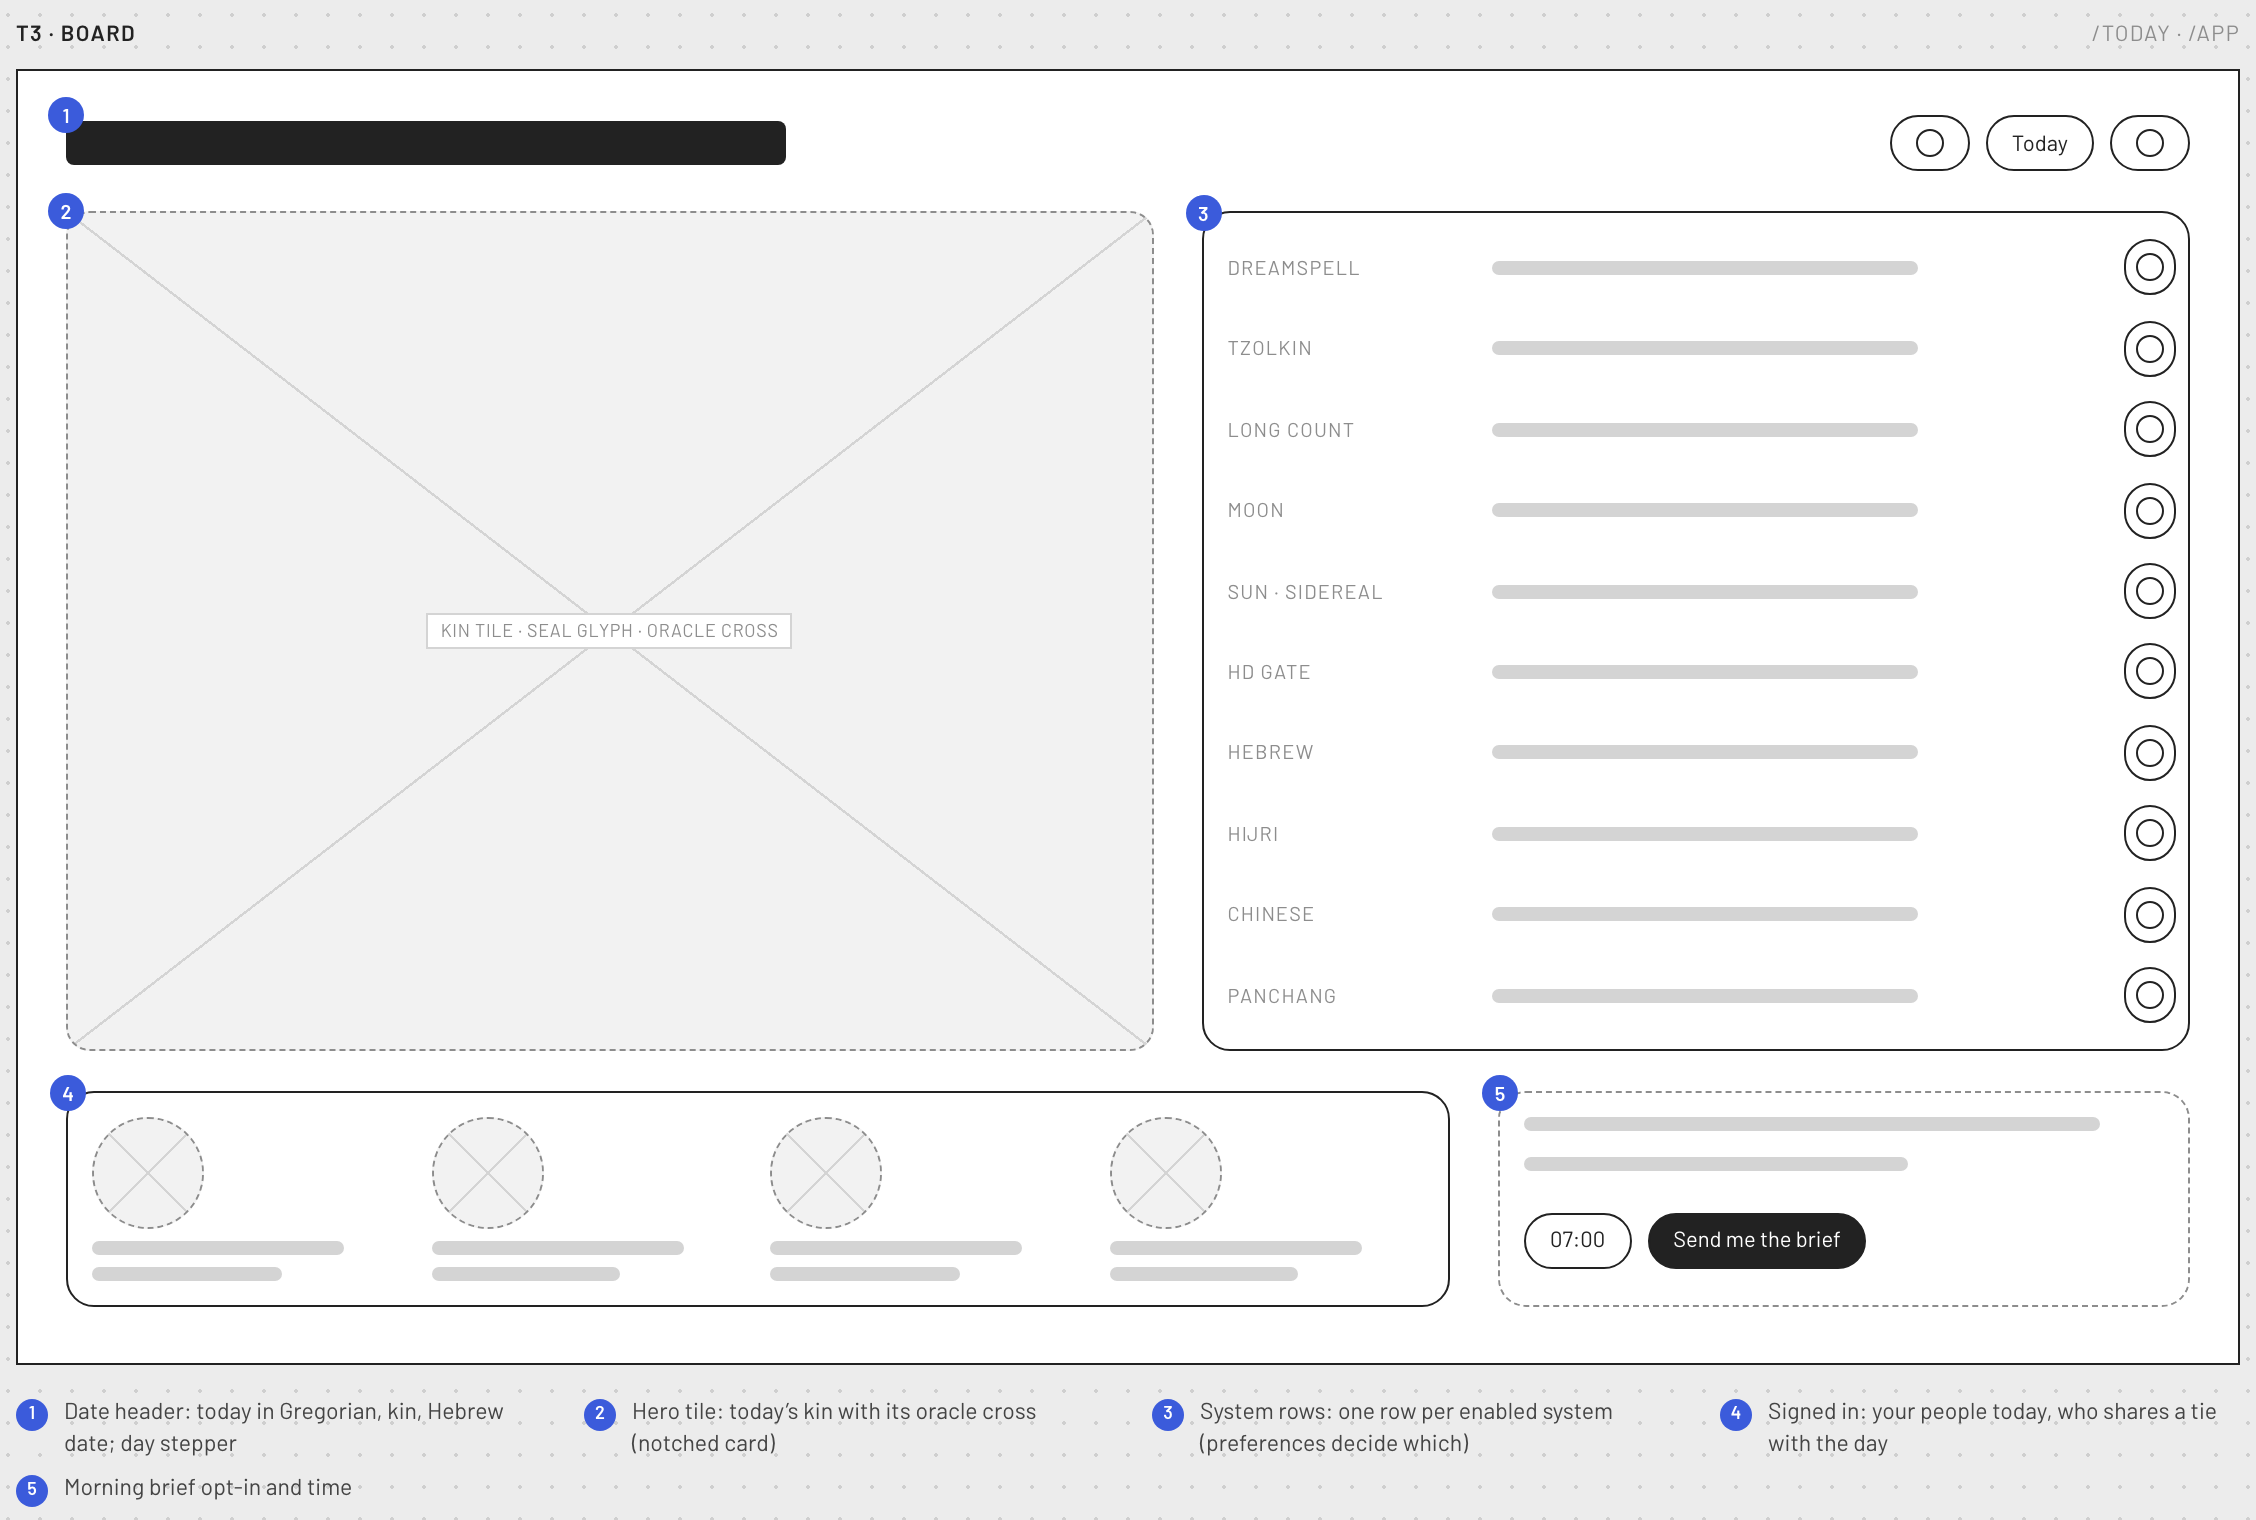 T3 · BOARD
/TODAY · /APP
1
Today
2
3
DREAMSPELL
TZOLKIN
LONG COUNT
MOON
SUN · SIDEREAL
HD GATE
HEBREW
HIJRI
CHINESE
PANCHANG
KIN TILE · SEAL GLYPH · ORACLE CROSS
4
5
07:00
Send me the brief
1 Date header: today in Gregorian, kin, Hebrew
date; day stepper
2 Hero tile: today’s kin with its oracle cross
(notched card)
3 System rows: one row per enabled system
(preferences decide which)
4 Signed in: your people today, who shares a tie
with the day
5 Morning brief opt-in and time